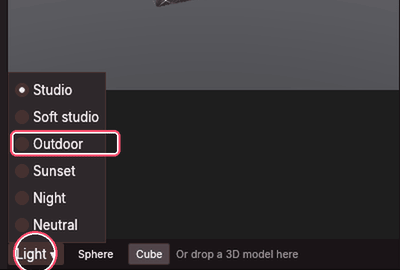 Studio
Soft studio
Outdoor
Sunset
Night
Neutral
Light ▾ Sphere Cube Or drop a 3D model here